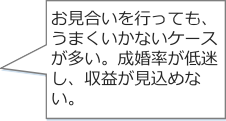 お見合いを行っても、
うまくいかないケース
が多い。成婚率が低迷
し、収益が見込めな
い。